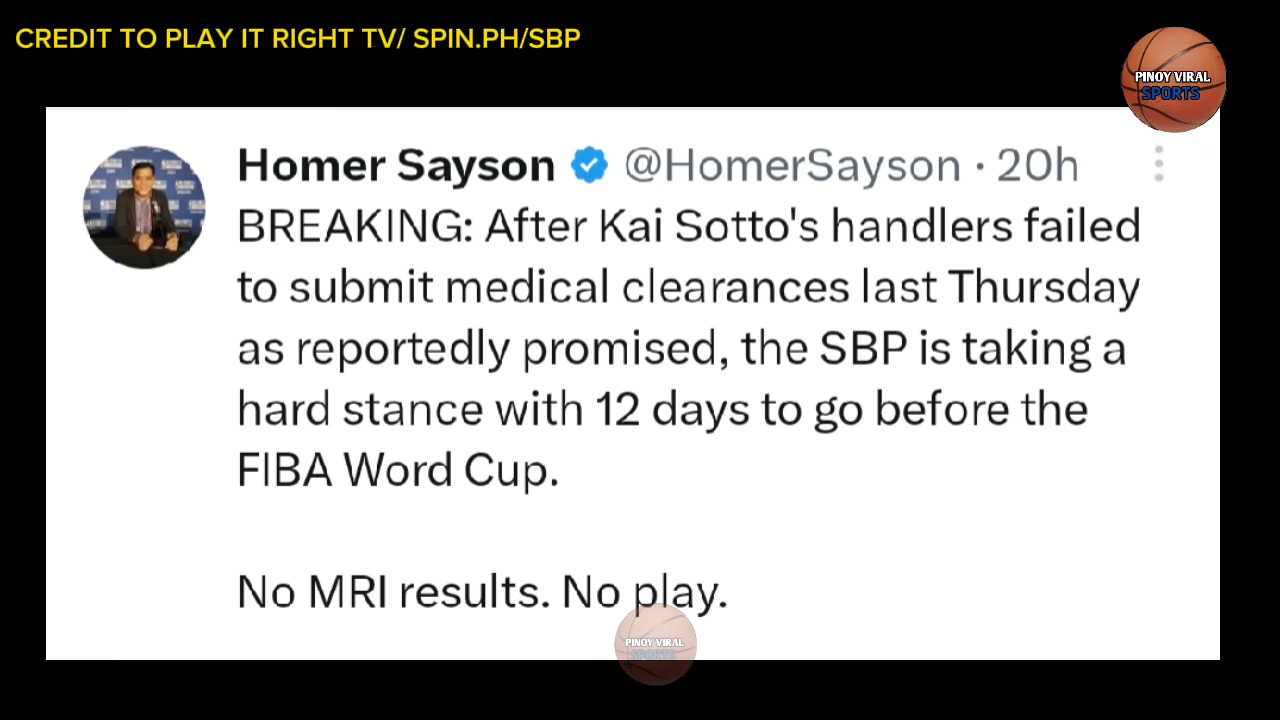 CREDIT TO PLAY IT RIGHT TV/ SPIN.PH/SBP
PINOY VIRAL
SPORTS
Homer Sayson @HomerSayson · 20h
BREAKING: After Kai Sotto's handlers failed
to submit medical clearances last Thursday
as reportedly promised, the SBP is taking a
hard stance with 12 days to go before the
FIBA Word Cup.
No MRI results. No play.
PINOY VIRAL
SPORTS